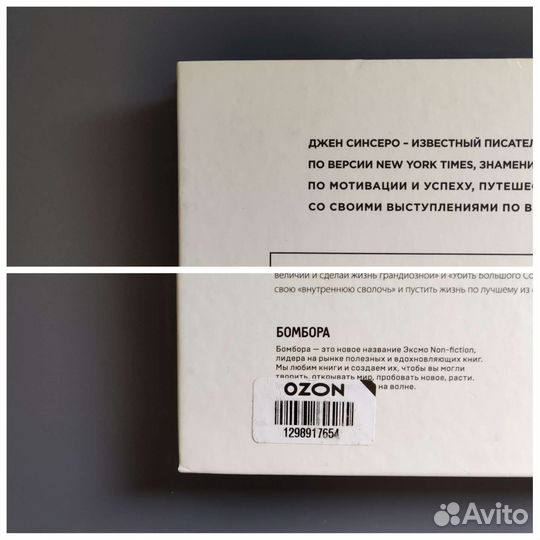 ДЖЕН СИНСЕРО – ИЗВЕСТНЫЙ ПИСАТЕЛ
ПО ВЕРСИИ NEW YORK TIMES, ЗНАМЕНИ
ПО МОТИВАЦИИ И УСПЕХУ, ПУТЕШЕС
СО СВОИМИ ВЫСТУПЛЕНИЯМИ ПО В
величии и сделай жизнь грандиозной» и «Убить Большого Со
свою «внутреннюю сволочь» и пустить жизнь по лучшему из
БОМБОРА
Бомбора — это новое название Эксмо Non-fiction,
лидера на рынке полезных и вдохновляющих книг.
Мы любим книги и создаем их, чтобы вы могли
творить, открывать мир, пробовать новое, расти.
на волне.
OZON
1298917654
Avito